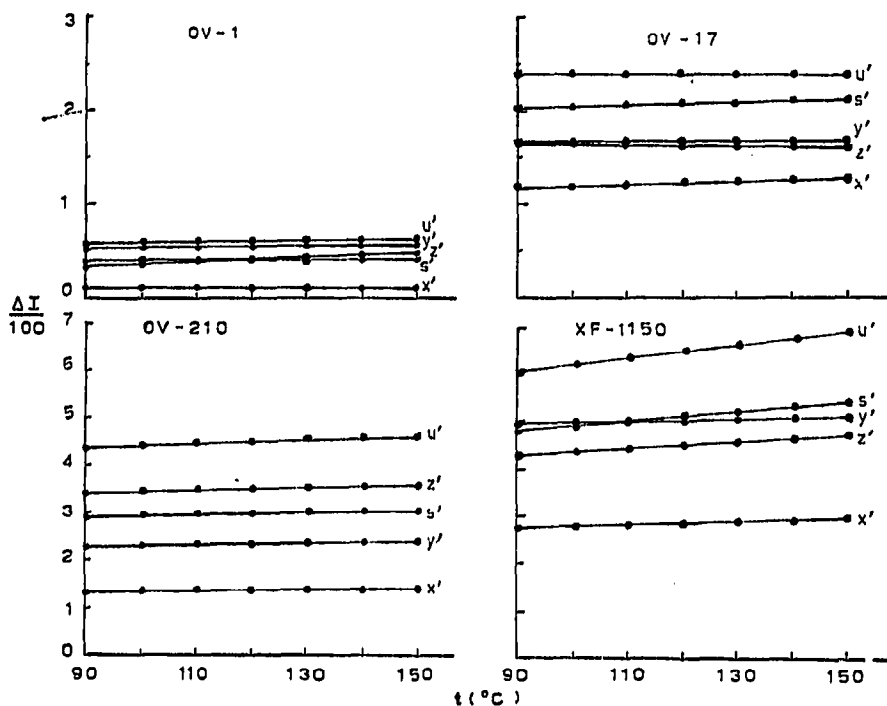 OV-1
OV-17
3
2
1
0
u'
y'
z'
s'
x'
u'
s'
y'
z'
x'
ΔI
100
OV-210
XF-1150
7
6
5
4
3
2
1
0
u'
z'
s'
y'
x'
u'
s'
y'
z'
x'
90 110 130 150
90 110 130 150
t(°C)